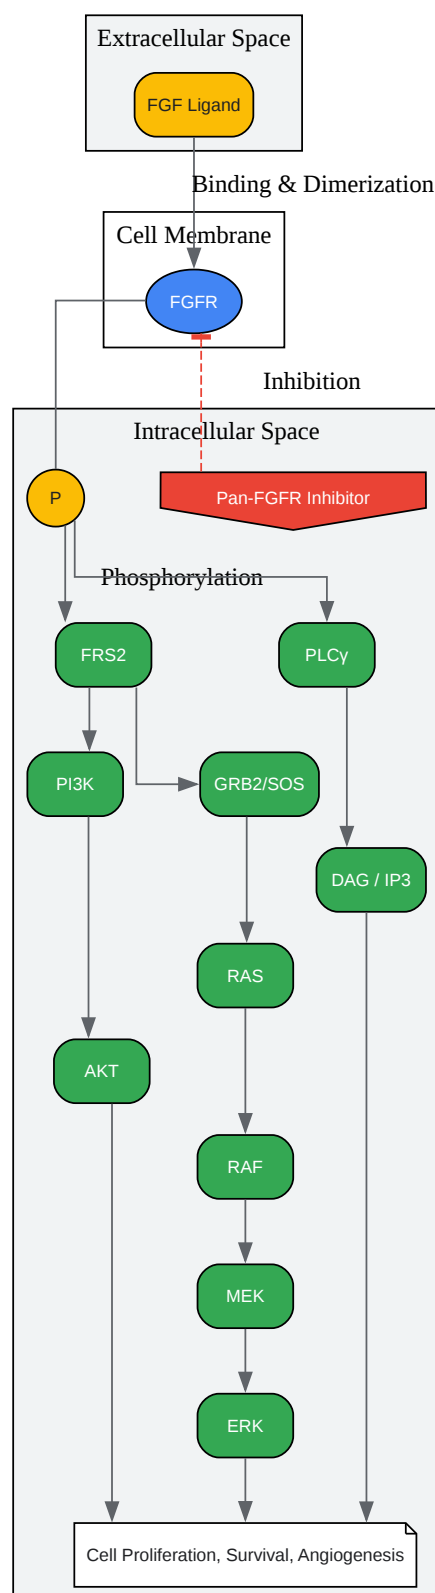 Extracellular Space
FGF Ligand
Binding & Dimerization
Cell Membrane
FGFR
Inhibition
Intracellular Space
P
Pan-FGFR Inhibitor
Phosphorylation
FRS2
PLCγ
PI3K
GRB2/SOS
DAG / IP3
RAS
AKT
RAF
MEK
ERK
Cell Proliferation, Survival, Angiogenesis